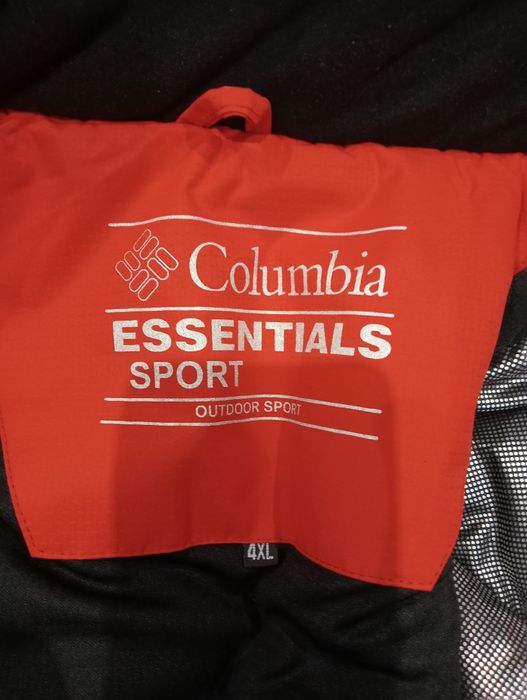 Columbia
ESSENTIALS
SPORT
OUTDOOR SPORT
4XL